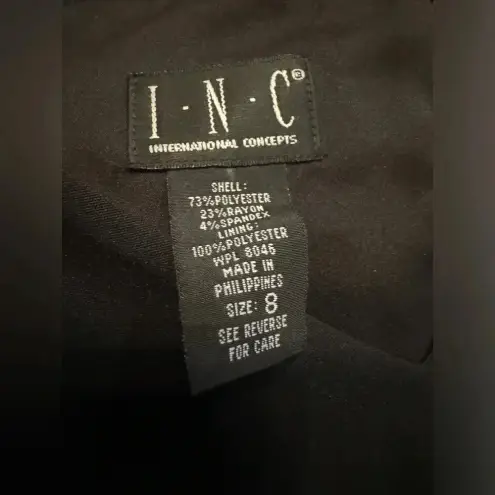 I·N·C®
INTERNATIONAL CONCEPTS
SHELL:
73%POLYESTER
23%RAYON
4%SPANDEX
LINING:
100%POLYESTER
WPL 8045
MADE IN
PHILIPPINES
SIZE: 8
SEE REVERSE
FOR CARE